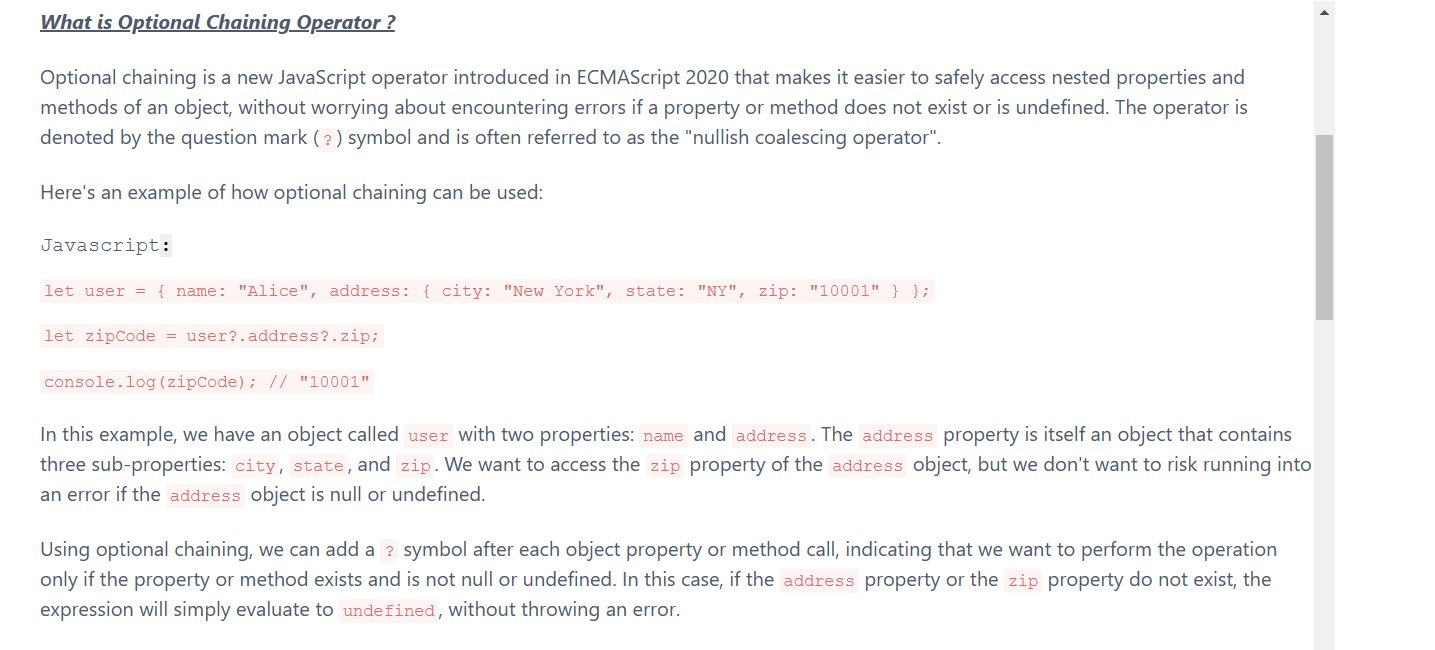 What is Optional Chaining Operator ?
Optional chaining is a new JavaScript operator introduced in ECMAScript 2020 that makes it easier to safely access nested properties and
methods of an object, without worrying about encountering errors if a property or method does not exist or is undefined. The operator is
denoted by the question mark (?) symbol and is often referred to as the "nullish coalescing operator".
Here's an example of how optional chaining can be used:
Javascript:
let user = { name: "Alice", address: { city: "New York", state: "NY", zip: "10001" } };
let zipCode = user?.address?.zip;
console.log(zipCode); // "10001"
In this example, we have an object called user with two properties: name and address. The address property is itself an object that contains
three sub-properties: city, state, and zip. We want to access the zip property of the address object, but we don't want to risk running into
an error if the address object is null or undefined.
Using optional chaining, we can add a ? symbol after each object property or method call, indicating that we want to perform the operation
only if the property or method exists and is not null or undefined. In this case, if the address property or the zip property do not exist, the
expression will simply evaluate to undefined, without throwing an error.